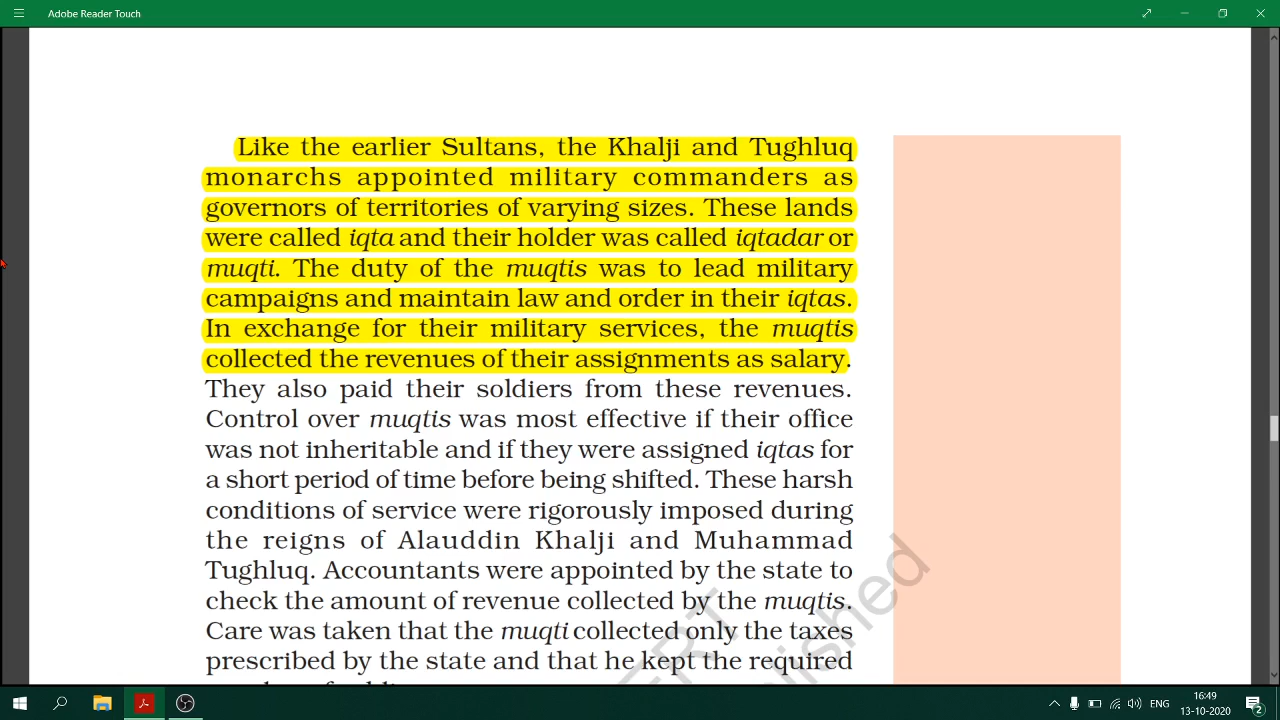 Adobe Reader Touch
Like the earlier Sultans, the Khalji and Tughluq
monarchs appointed military commanders as
governors of territories of varying sizes. These lands
were called iqta and their holder was called iqtadar or
muqti. The duty of the muqtis was to lead military
campaigns and maintain law and order in their iqtas.
In exchange for their military services, the muqtis
collected the revenues of their assignments as salary.
They also paid their soldiers from these revenues.
Control over muqtis was most effective if their office
was not inheritable and if they were assigned iqtas for
a short period of time before being shifted. These harsh
conditions of service were rigorously imposed during
the reigns of Alauddin Khalji and Muhammad
Tughluq. Accountants were appointed by the state to
check the amount of revenue collected by the muqtis.
Care was taken that the muqti collected only the taxes
prescribed by the state and that he kept the required
ENG
16:49
13-10-2020
2